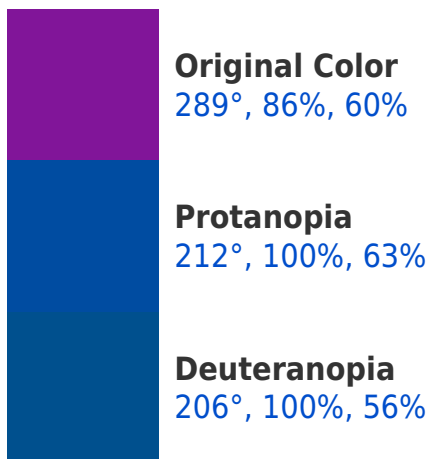 Original Color
289°, 86%, 60%
Protanopia
212°, 100%, 63%
Deuteranopia
206°, 100%, 56%